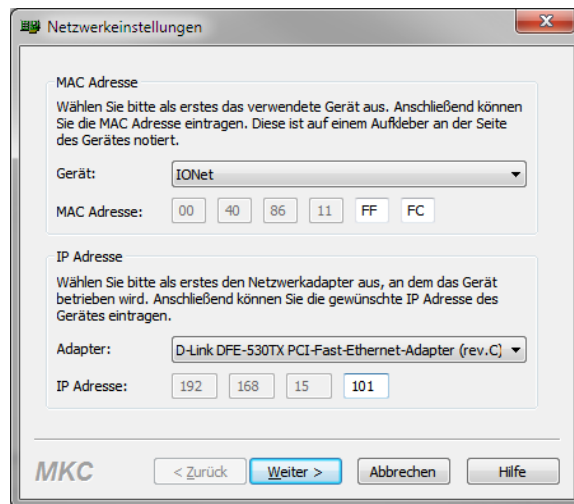 Netzwerkeinstellungen
MAC Adresse
Wählen Sie bitte als erstes das verwendete Gerät aus. Anschließend können
Sie die MAC Adresse eintragen. Diese ist auf einem Aufkleber an der Seite
des Gerätes notiert.
Gerät: IONet
MAC Adresse: 00 40 86 11 FF FC
IP Adresse
Wählen Sie bitte als erstes den Netzwerkadapter aus, an dem das Gerät
betrieben wird. Anschließend können Sie die gewünschte IP Adresse des
Gerätes eintragen.
Adapter: D-Link DFE-530TX PCI-Fast-Ethernet-Adapter (rev.C)
IP Adresse: 192 168 15 101
MKC < Zurück Weiter > Abbrechen Hilfe